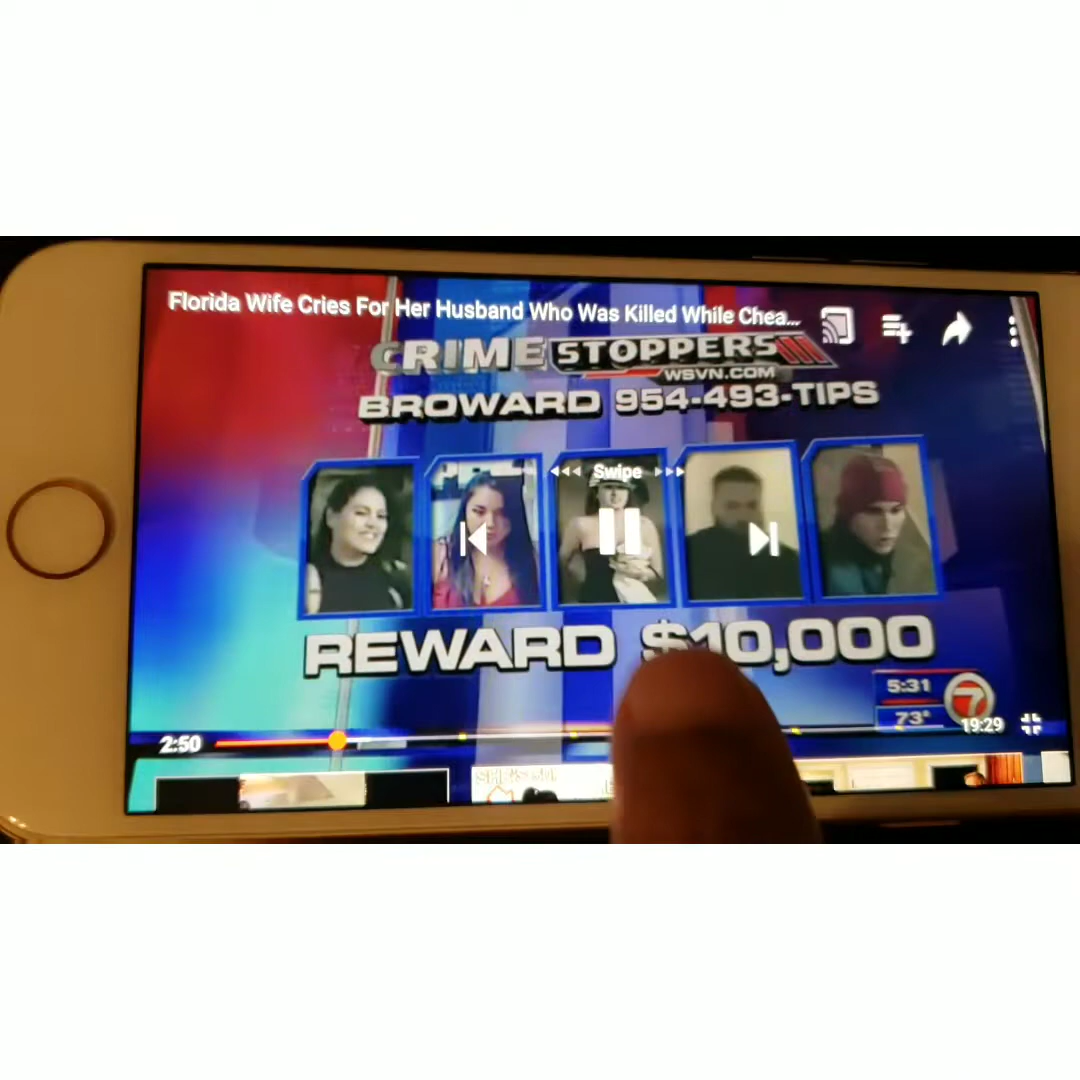 Florida Wife Cries For Her Husband Who Was Killed While Chea...
CRIME STOPPERS
WSVN.COM
BROWARD 954-493-TIPS
Swipe
REWARD $10,000
5:31
7
73°
2:50
19:29